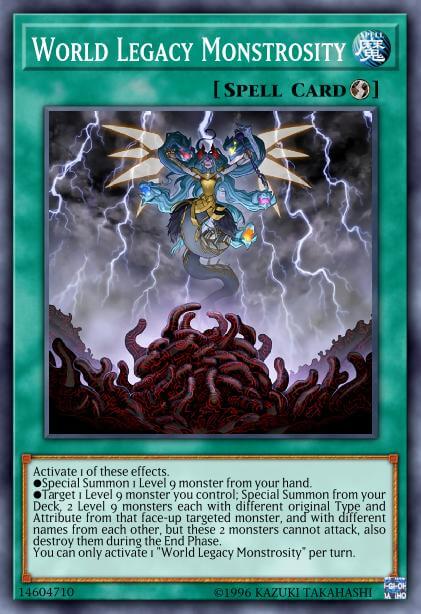 WORLD LEGACY MONSTROSITY
SPELL
魔
[SPELL CARD]
Activate 1 of these effects.
●Special Summon 1 Level 9 monster from your hand.
●Target 1 Level 9 monster you control; Special Summon from your
Deck, 2 Level 9 monsters each with different original Type and
Attribute from that face-up targeted monster, and with different
names from each other, but these 2 monsters cannot attack, also
destroy them during the End Phase.
You can only activate 1 "World Legacy Monstrosity" per turn.
14604710
©1996 KAZUKI TAKAHASHI